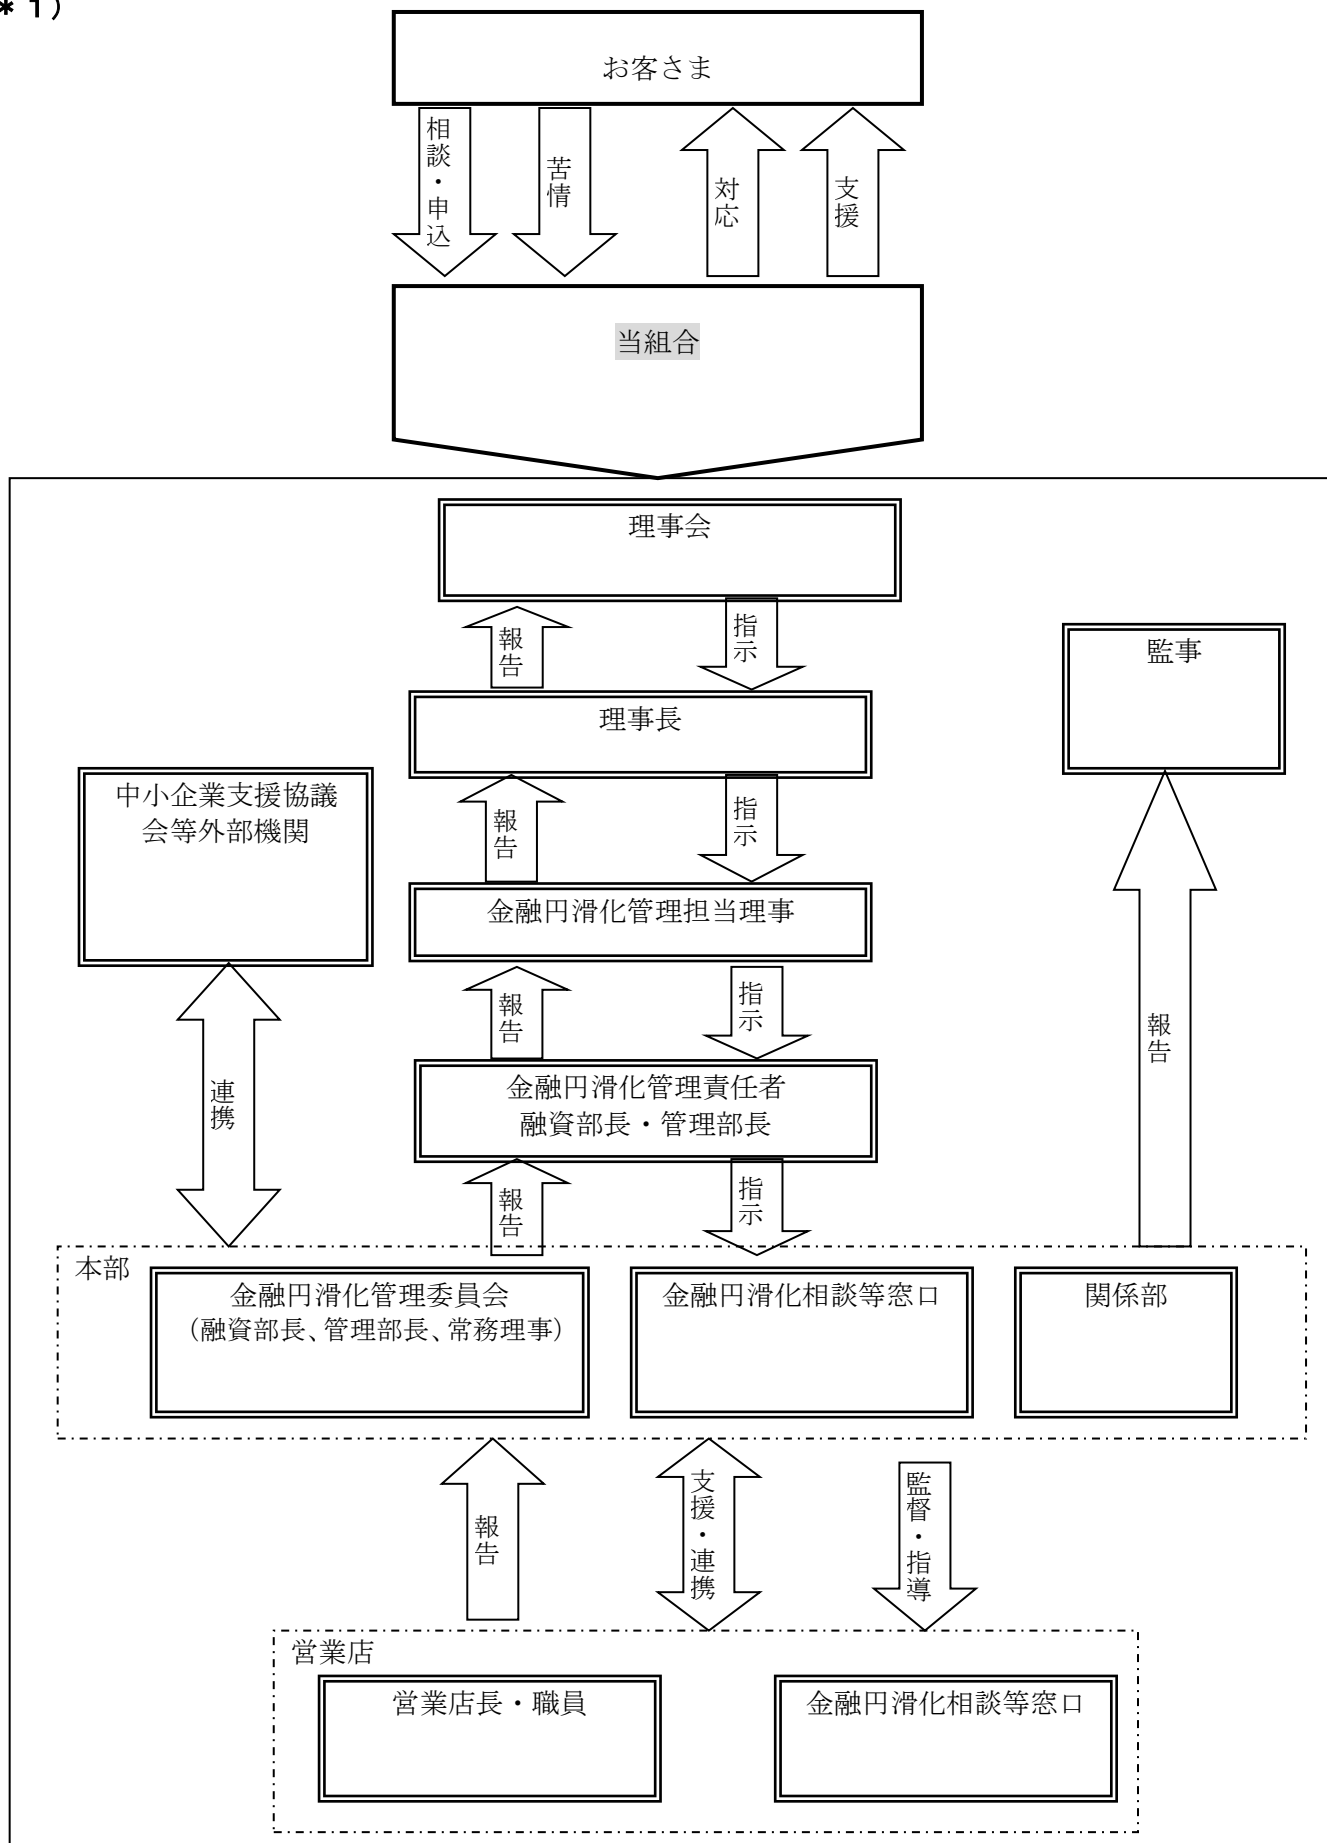 ＊１）
お客さま
相談・申込
苦情
対応
支援
当組合
理事会
報告
指示
監事
理事長
中小企業支援協議
会等外部機関
報告
指示
金融円滑化管理担当理事
報告
指示
報告
連携
金融円滑化管理責任者
融資部長・管理部長
報告
指示
本部
金融円滑化管理委員会
（融資部長、管理部長、常務理事）
金融円滑化相談等窓口
関係部
報告
支援・連携
監督・指導
営業店
営業店長・職員
金融円滑化相談等窓口